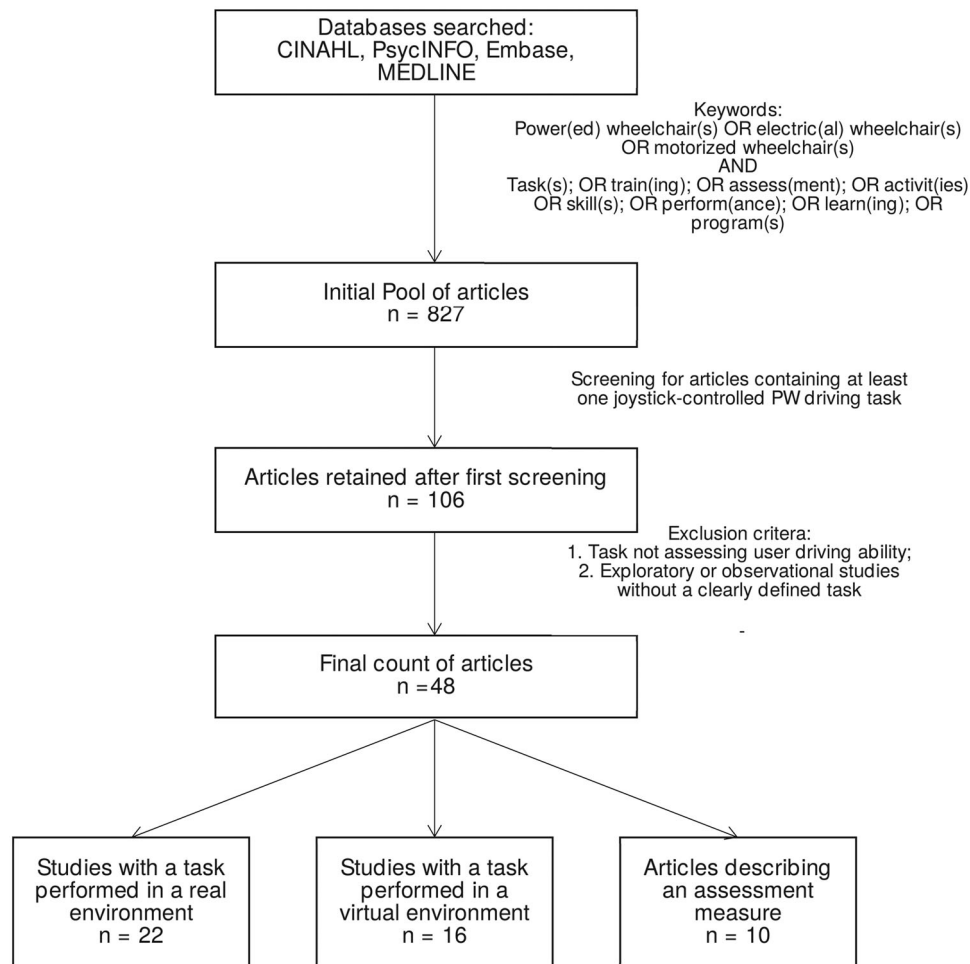 Databases searched:
CINAHL, PsycINFO, Embase,
MEDLINE
Keywords:
Power(ed) wheelchair(s) OR electric(al) wheelchair(s)
OR motorized wheelchair(s)
AND
Task(s); OR train(ing); OR assess(ment); OR activit(ies)
OR skill(s); OR perform(ance); OR learn(ing); OR
program(s)
Initial Pool of articles
n = 827
Screening for articles containing at least
one joystick-controlled PW driving task
Articles retained after first screening
n = 106
Exclusion critera:
1. Task not assessing user driving ability;
2. Exploratory or observational studies
without a clearly defined task
-
Final count of articles
n =48
Studies with a task
performed in a real
environment
n = 22
Studies with a task
performed in a
virtual environment
n = 16
Articles describing
an assessment
measure
n = 10